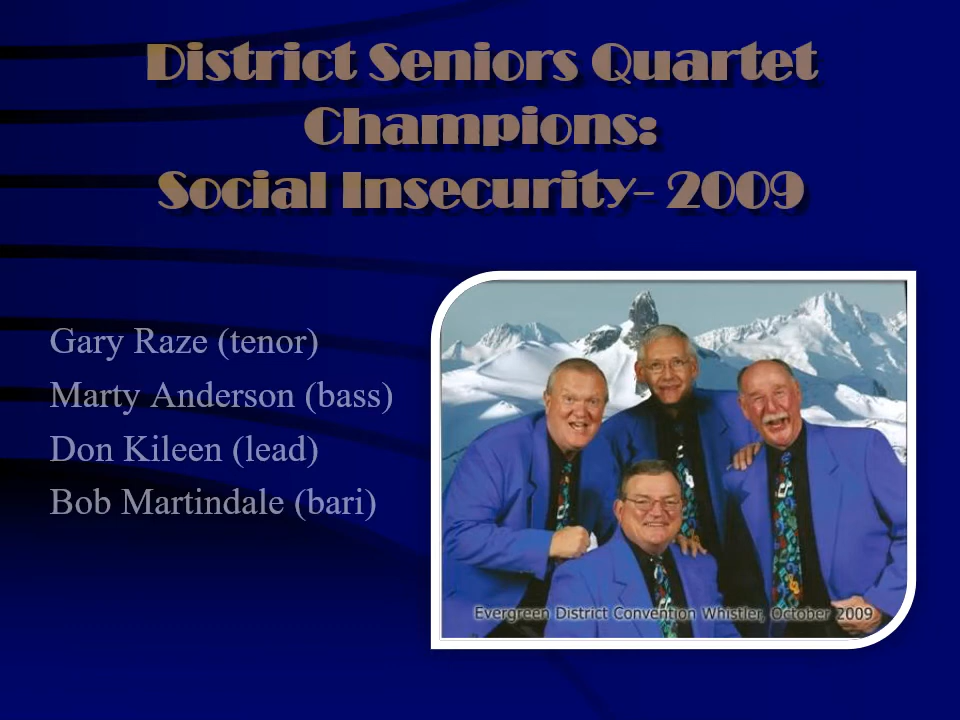 District Seniors Quartet
Champions:
Social Insecurity- 2009
Gary Raze (tenor)
Marty Anderson (bass)
Don Kileen (lead)
Bob Martindale (bari)
Evergreen District Convention Whistler, October 2009